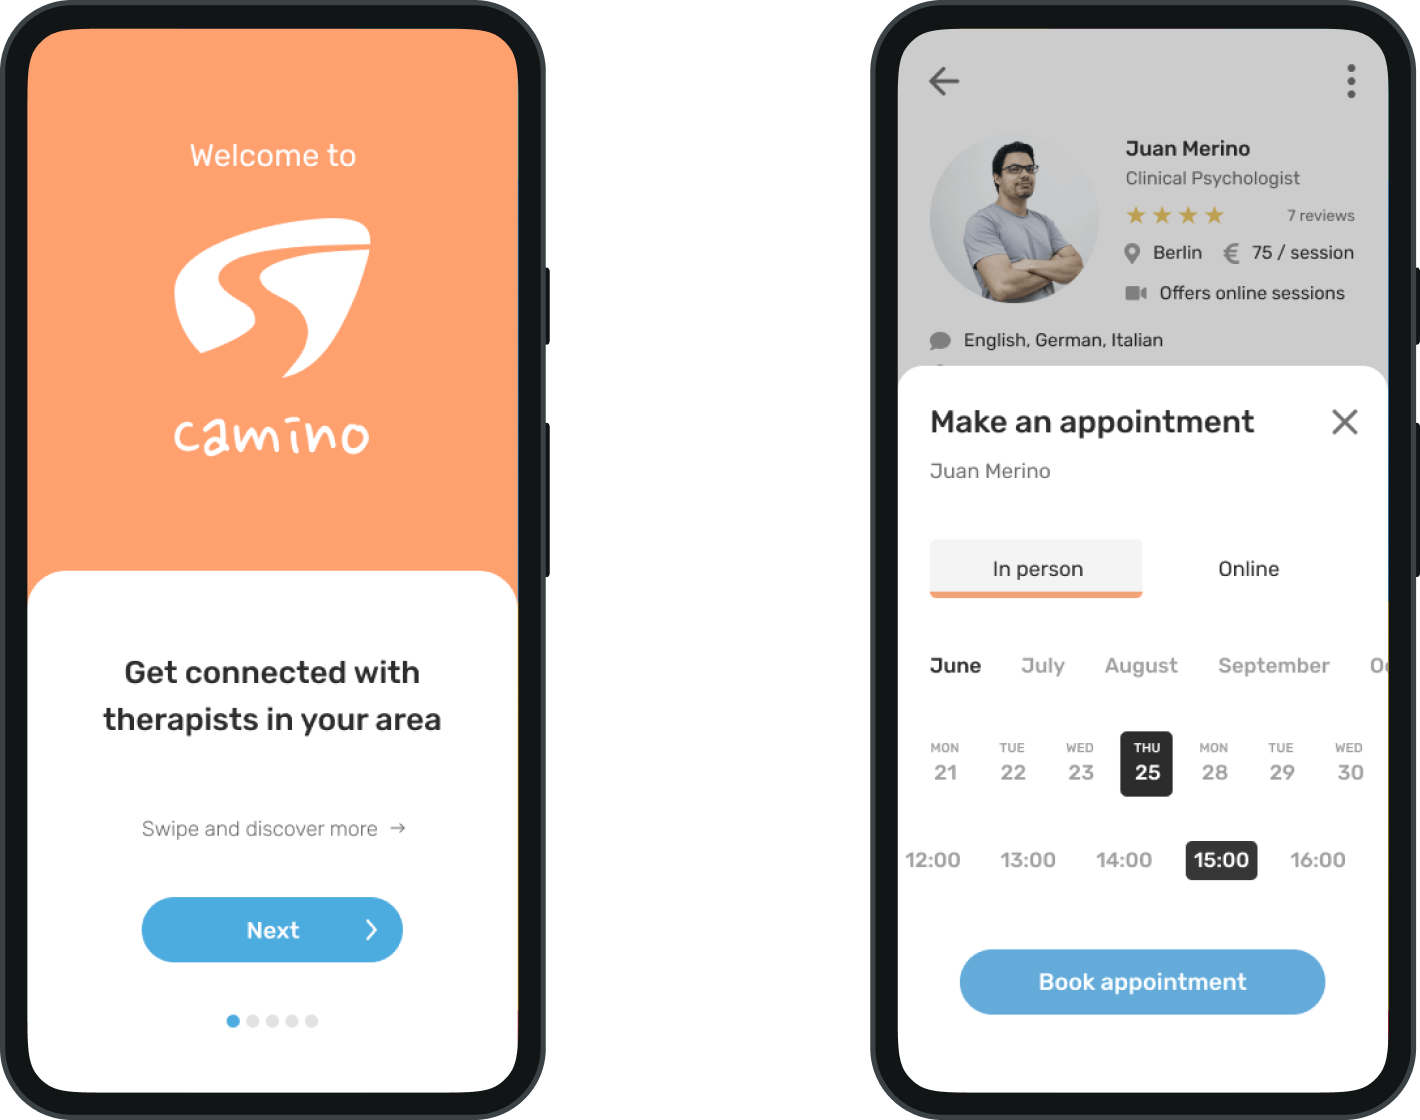 Welcome to
camino
Get connected with
therapists in your area
Swipe and discover more →
Next
Juan Merino
Clinical Psychologist
7 reviews
Berlin € 75 / session
Offers online sessions
English, German, Italian
Make an appointment
Juan Merino
In person Online
June July August September
MON TUE WED THU MON TUE WED
21 22 23 25 28 29 30
12:00 13:00 14:00 15:00 16:00
Book appointment